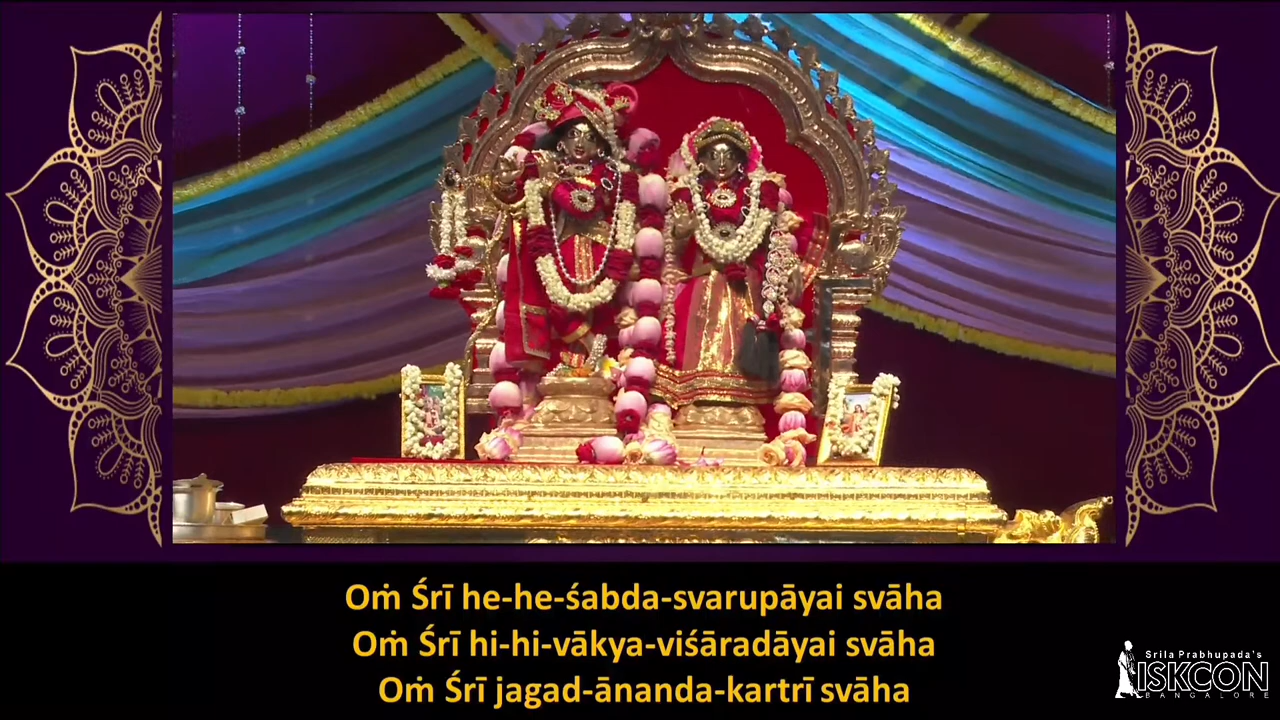 Oṁ Śrī he-he-śabda-svarupāyai svāha
Oṁ Śrī hi-hi-vākya-viśāradāyai svāha
Oṁ Śrī jagad-ānanda-kartrī svāha
Srila Prabhupada's
ISKCON
BANGALORE